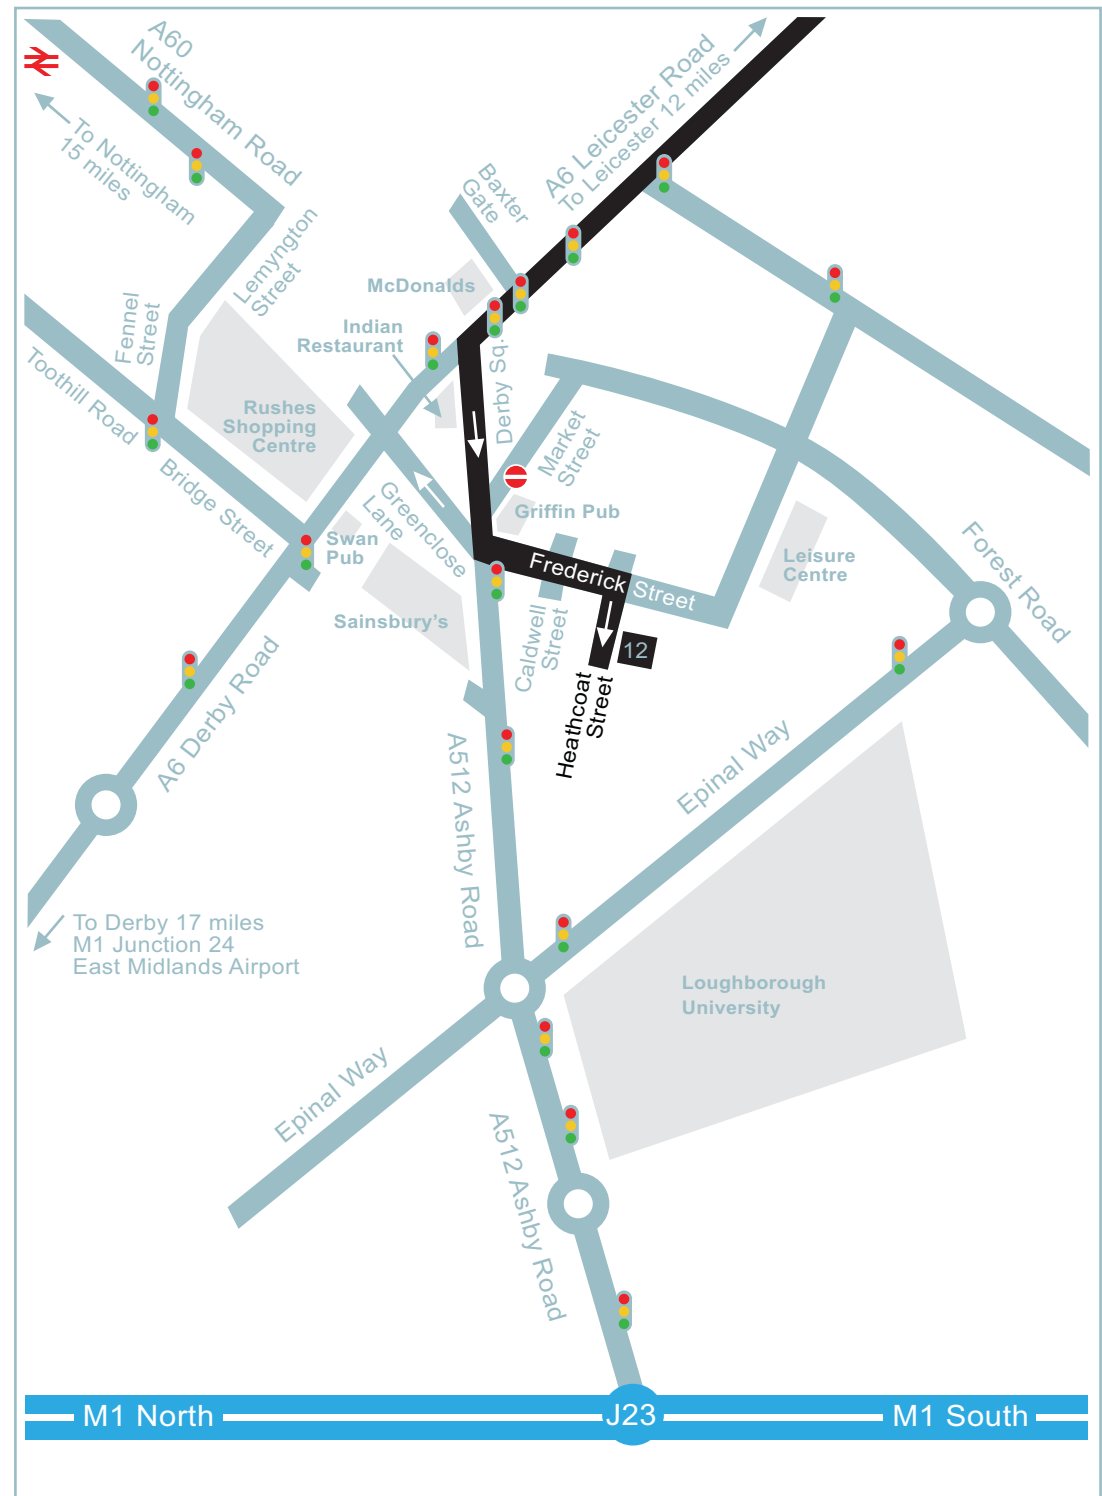 A60
Nottingham Road
To Nottingham
15 miles
A6 Leicester Road
To Leicester 12 miles
Baxter
Gate
Lemyngton
Street
McDonalds
Fennel
Street
Indian
Restaurant
Derby Sq.
Toothill Road
Rushes
Shopping
Centre
Market
Street
Bridge Street
Greenclose
Lane
Griffin Pub
Swan
Pub
Frederick Street
Leisure
Centre
Forest Road
Sainsbury's
Caldwell
Street
12
Heathcoat
Street
A6 Derby Road
A512 Ashby Road
Epinal Way
To Derby 17 miles
M1 Junction 24
East Midlands Airport
Loughborough
University
Epinal Way
A512 Ashby Road
M1 North
J23
M1 South